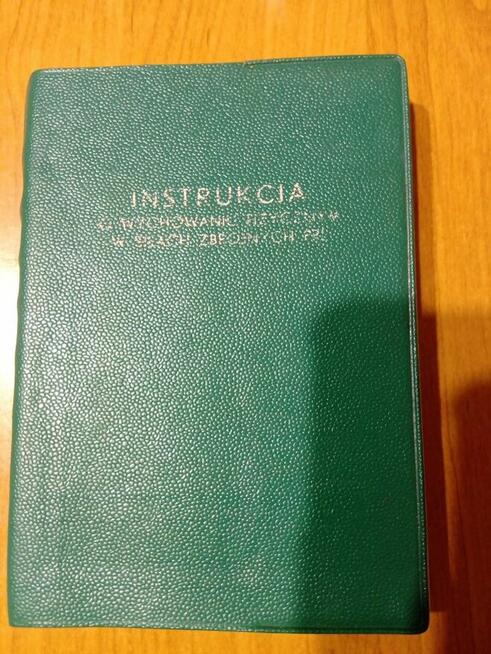 INSTRUKCJA
O WYCHOWANIU FIZYCZNYM
W SIŁACH ZBROJNYCH PRL